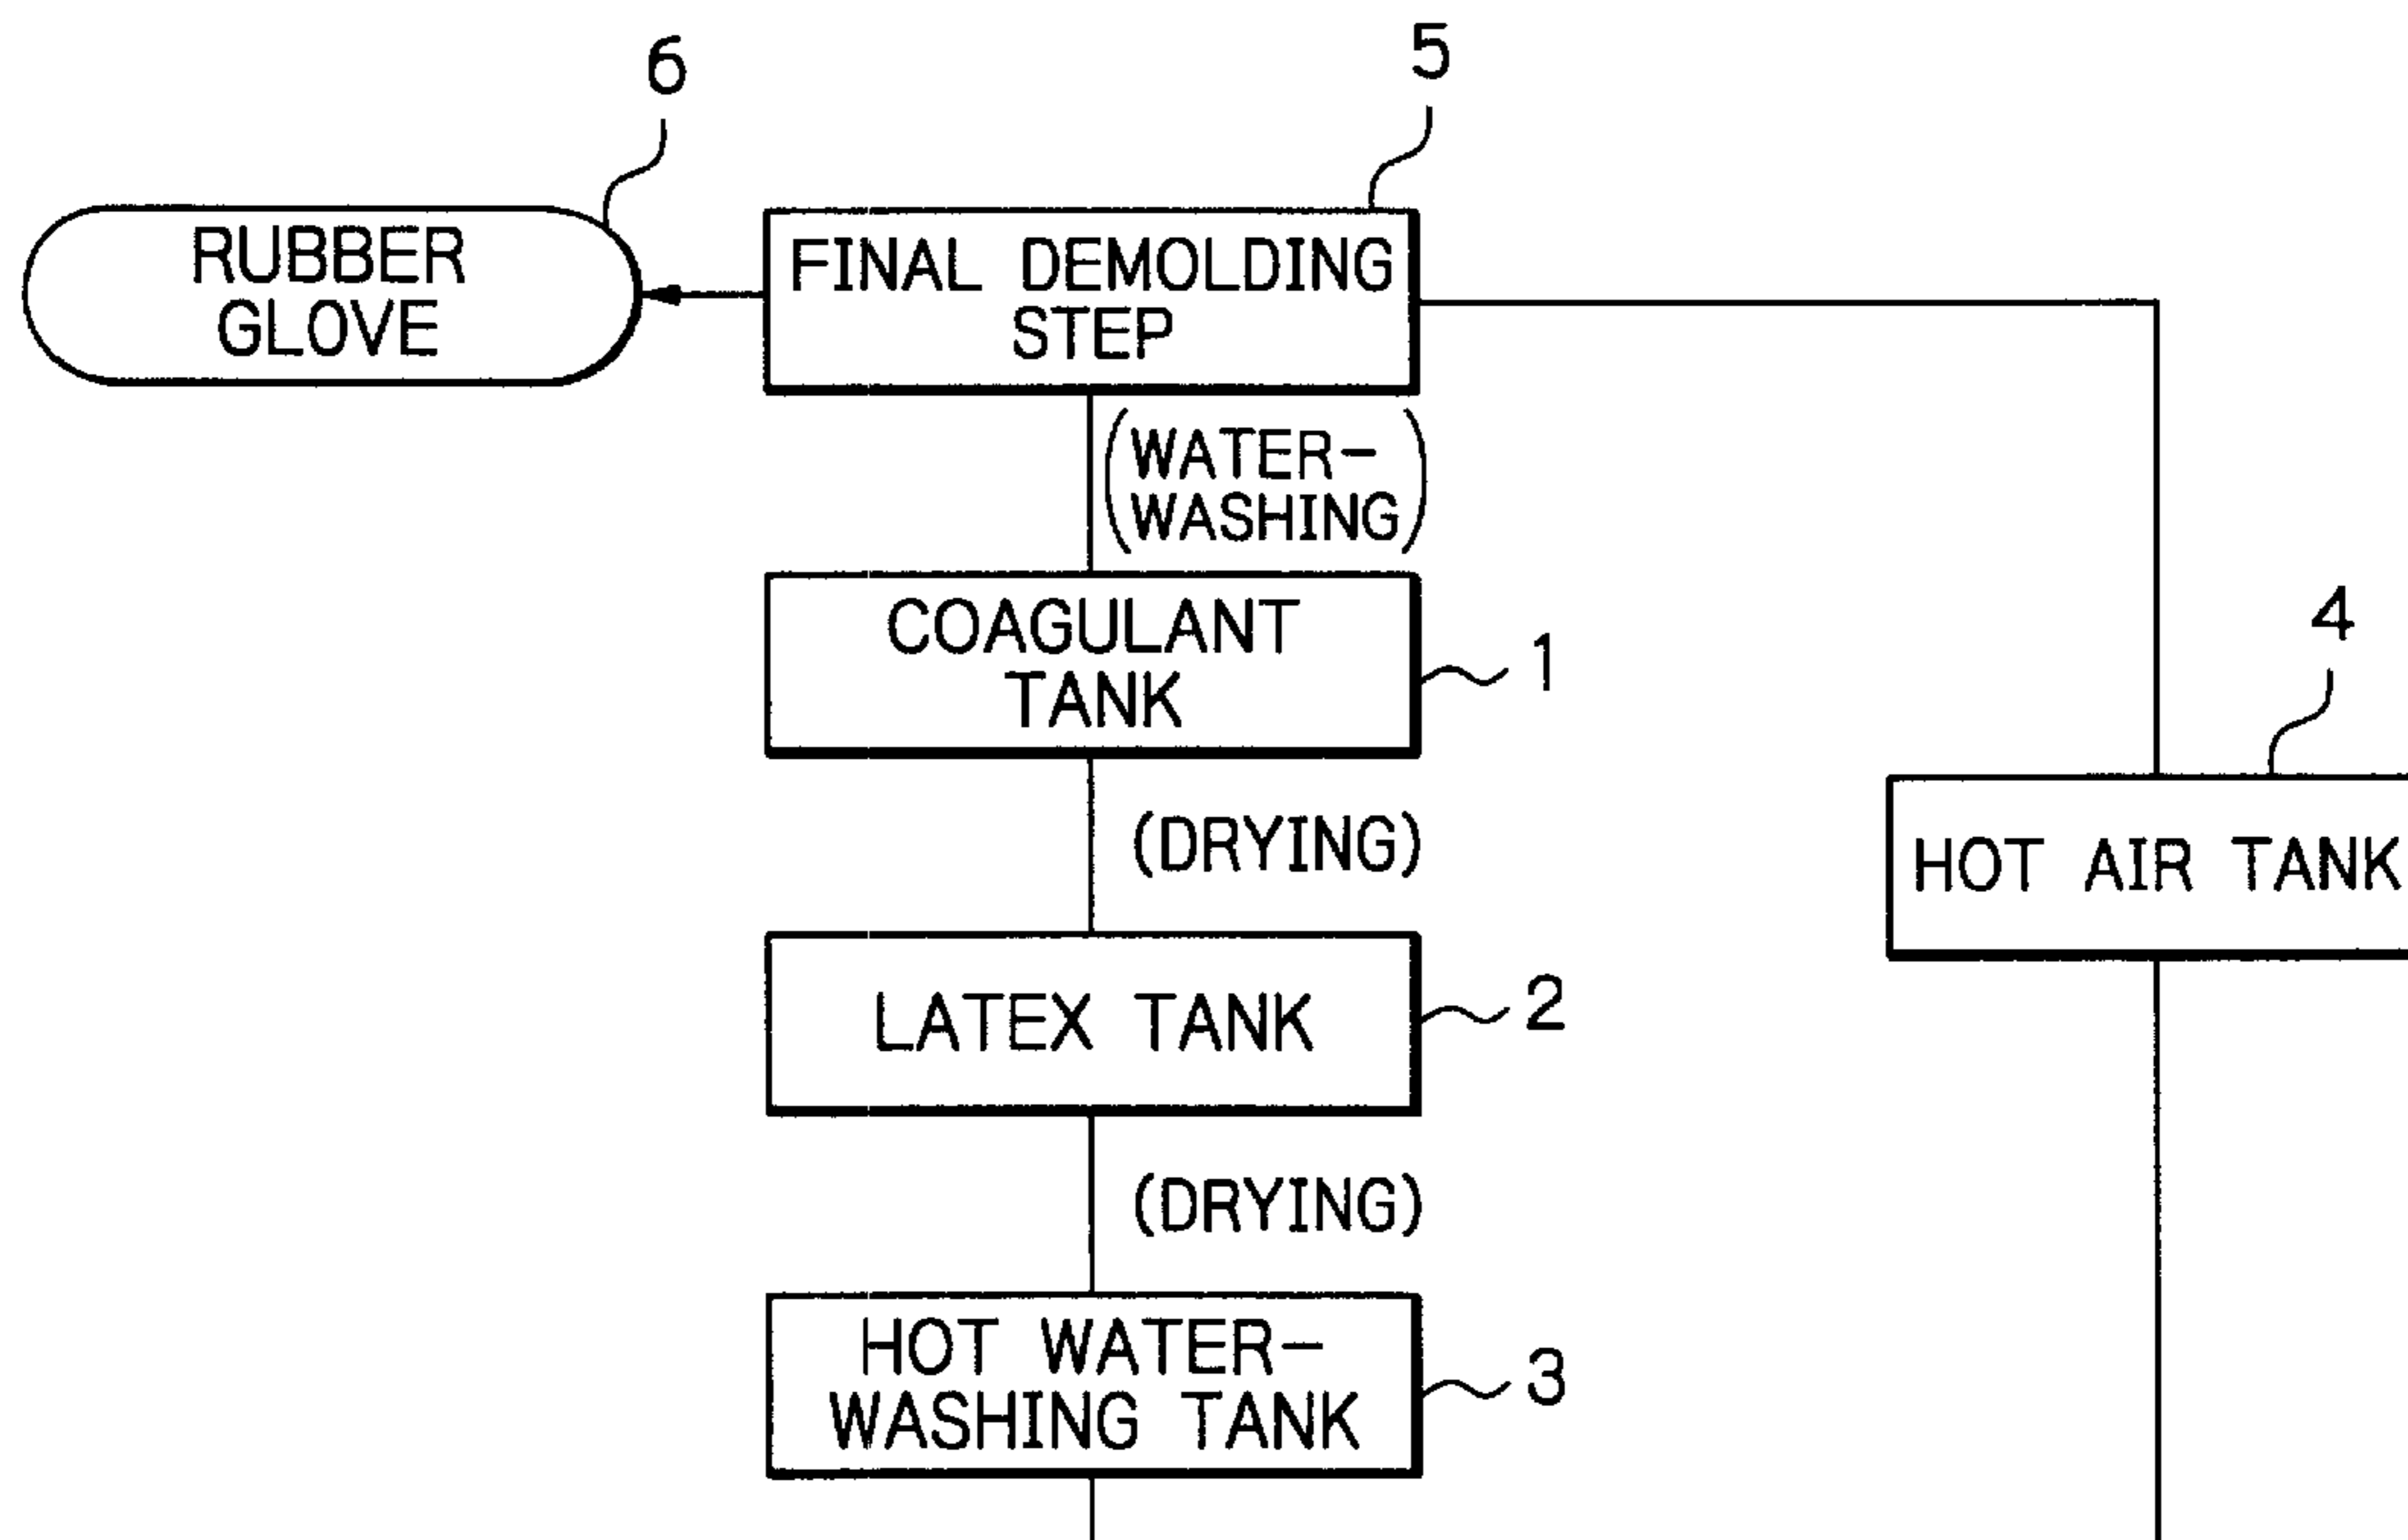 6
5
RUBBER
GLOVE
FINAL DEMOLDING
STEP
(WATER-
WASHING)
COAGULANT
TANK
1
4
(DRYING)
HOT AIR TANK
LATEX TANK
2
(DRYING)
HOT WATER-
WASHING TANK
3